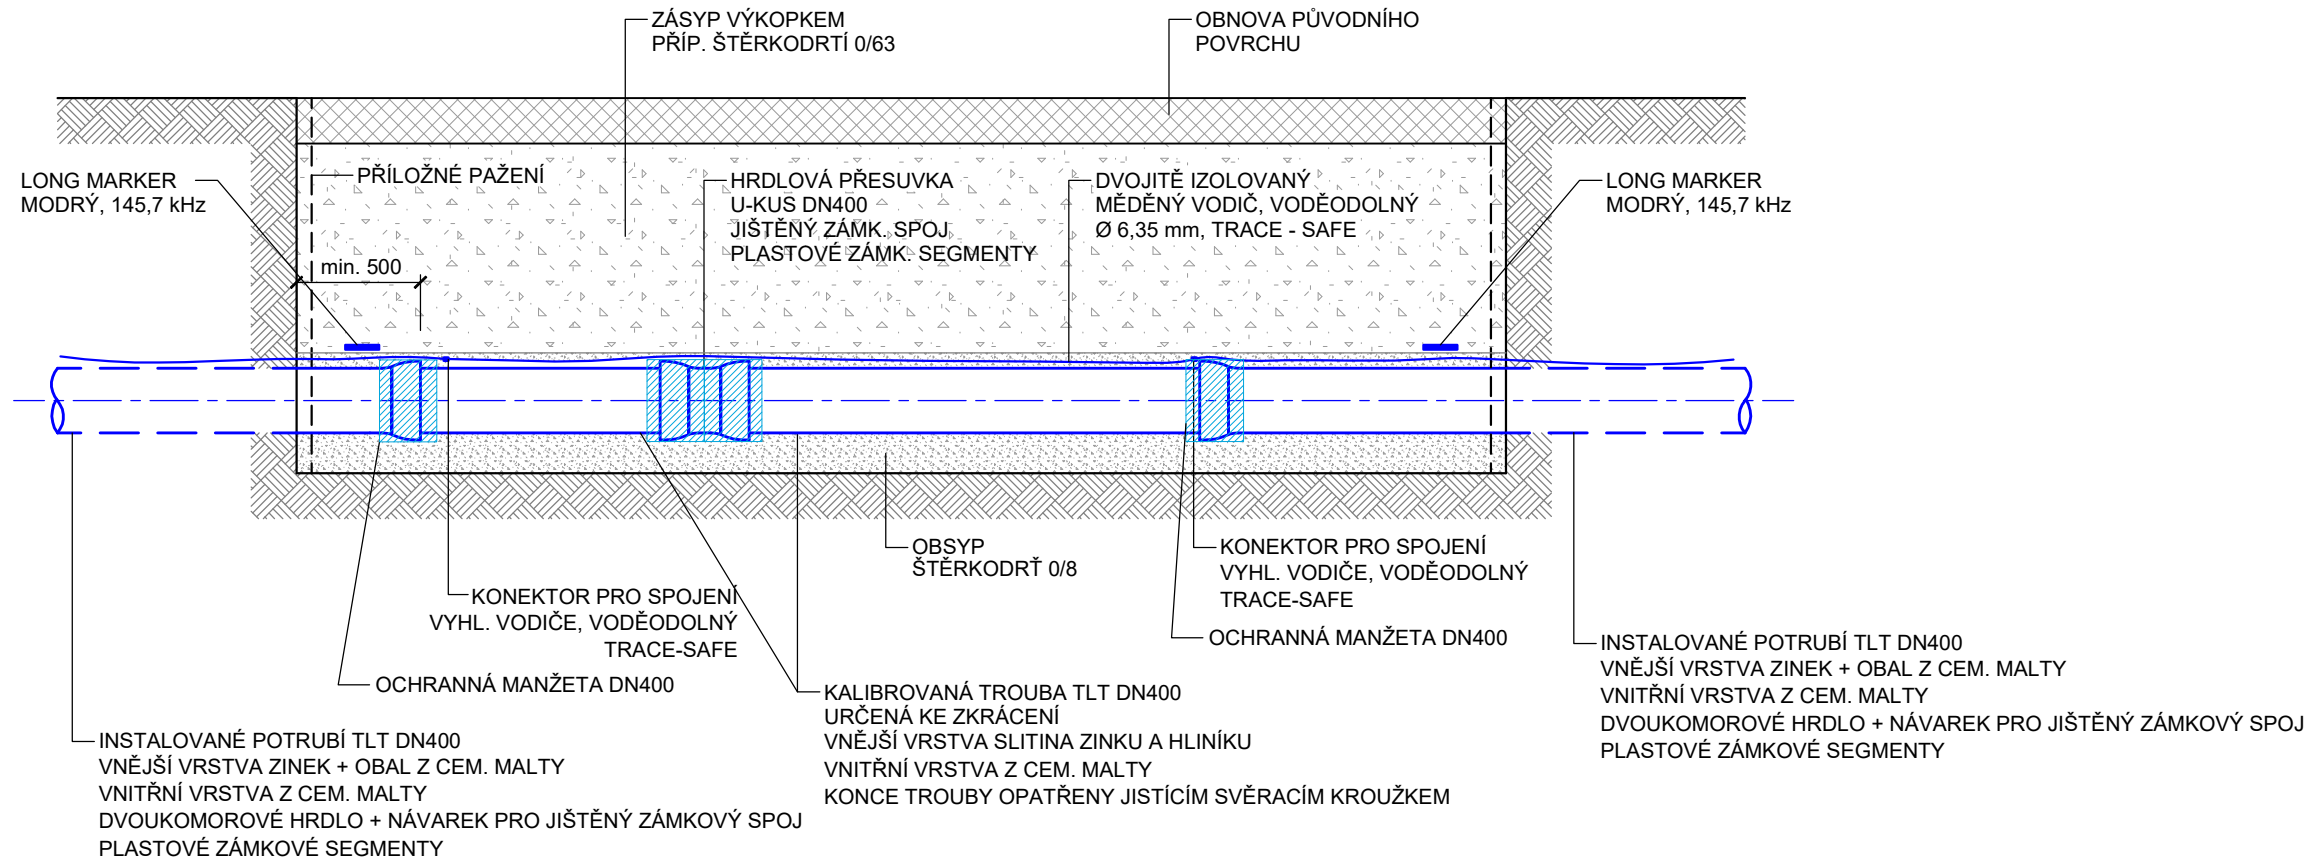 ZÁSYP VÝKOPKEM
PŘÍP. ŠTĚRKODRTÍ 0/63
OBNOVA PŮVODNÍHO
POVRCHU
LONG MARKER
MODRÝ, 145,7 kHz
PŘÍLOŽNÉ PAŽENÍ
HRDLOVÁ PŘESUVKA
U-KUS DN400
JIŠTĚNÝ ZÁMK. SPOJ
PLASTOVÉ ZÁMK. SEGMENTY
DVOJITĚ IZOLOVANÝ
MĚDĚNÝ VODIČ, VODĚODOLNÝ
Ø 6,35 mm, TRACE - SAFE
LONG MARKER
MODRÝ, 145,7 kHz
min. 500
OBSYP
ŠTĚRKODRŤ 0/8
KONEKTOR PRO SPOJENÍ
VYHL. VODIČE, VODĚODOLNÝ
TRACE-SAFE
KONEKTOR PRO SPOJENÍ
VYHL. VODIČE, VODĚODOLNÝ
TRACE-SAFE
OCHRANNÁ MANŽETA DN400
OCHRANNÁ MANŽETA DN400
INSTALOVANÉ POTRUBÍ TLT DN400
VNĚJŠÍ VRSTVA ZINEK + OBAL Z CEM. MALTY
VNITŘNÍ VRSTVA Z CEM. MALTY
DVOUKOMOROVÉ HRDLO + NÁVAREK PRO JIŠTĚNÝ ZÁMKOVÝ SPOJ
PLASTOVÉ ZÁMKOVÉ SEGMENTY
KALIBROVANÁ TROUBA TLT DN400
URČENÁ KE ZKRÁCENÍ
VNĚJŠÍ VRSTVA SLITINA ZINKU A HLINÍKU
VNITŘNÍ VRSTVA Z CEM. MALTY
KONCE TROUBY OPATŘENY JISTÍCÍM SVĚRACÍM KROUŽKEM
INSTALOVANÉ POTRUBÍ TLT DN400
VNĚJŠÍ VRSTVA ZINEK + OBAL Z CEM. MALTY
VNITŘNÍ VRSTVA Z CEM. MALTY
DVOUKOMOROVÉ HRDLO + NÁVAREK PRO JIŠTĚNÝ ZÁMKOVÝ SPOJ
PLASTOVÉ ZÁMKOVÉ SEGMENTY